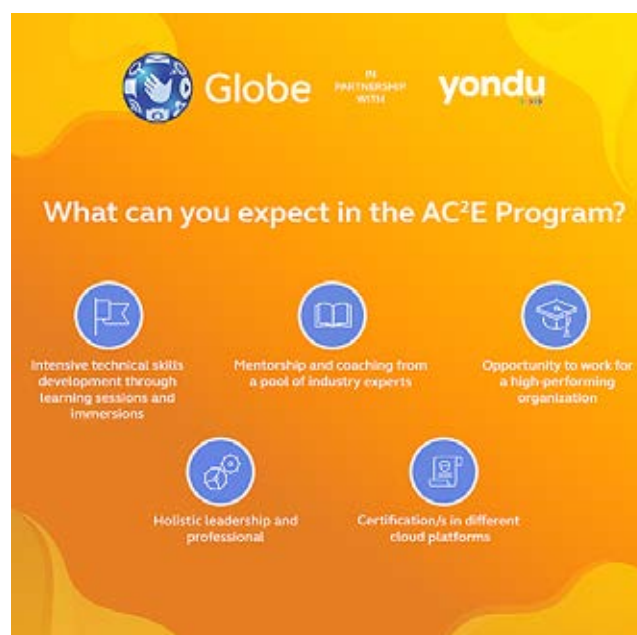 Globe
IN
PARTNERSHIP
WITH
yondu
What can you expect in the AC²E Program?
Intensive technical skills
development through
learning sessions and
immersions
Mentorship and coaching from
a pool of industry experts
Opportunity to work for
a high-performing
organization
Holistic leadership and
professional
Certification/s in different
cloud platforms